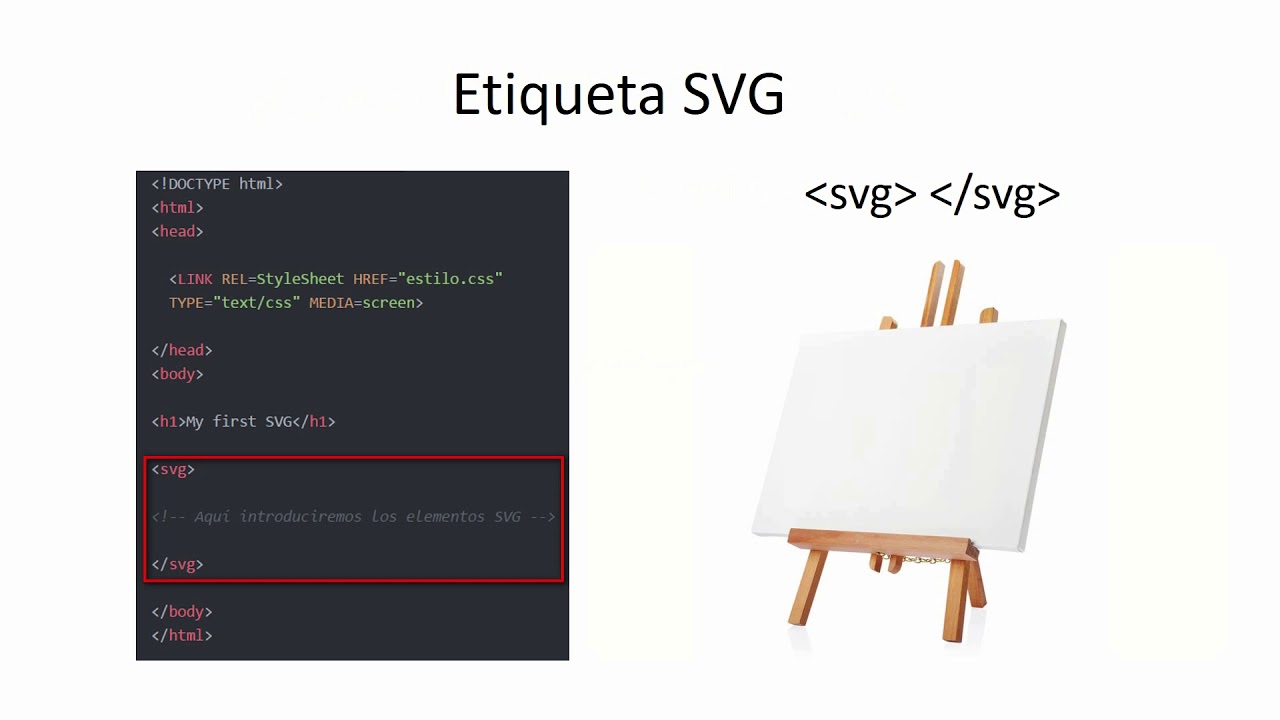 Etiqueta SVG
<!DOCTYPE html>
<html>
<head>
<LINK REL=StyleSheet HREF="estilo.css"
TYPE="text/css" MEDIA=screen>
</head>
<body>
<h1>My first SVG</h1>
<svg>
<!-- Aquí introduciremos los elementos SVG -->
</svg>
</body>
</html>
<svg> </svg>